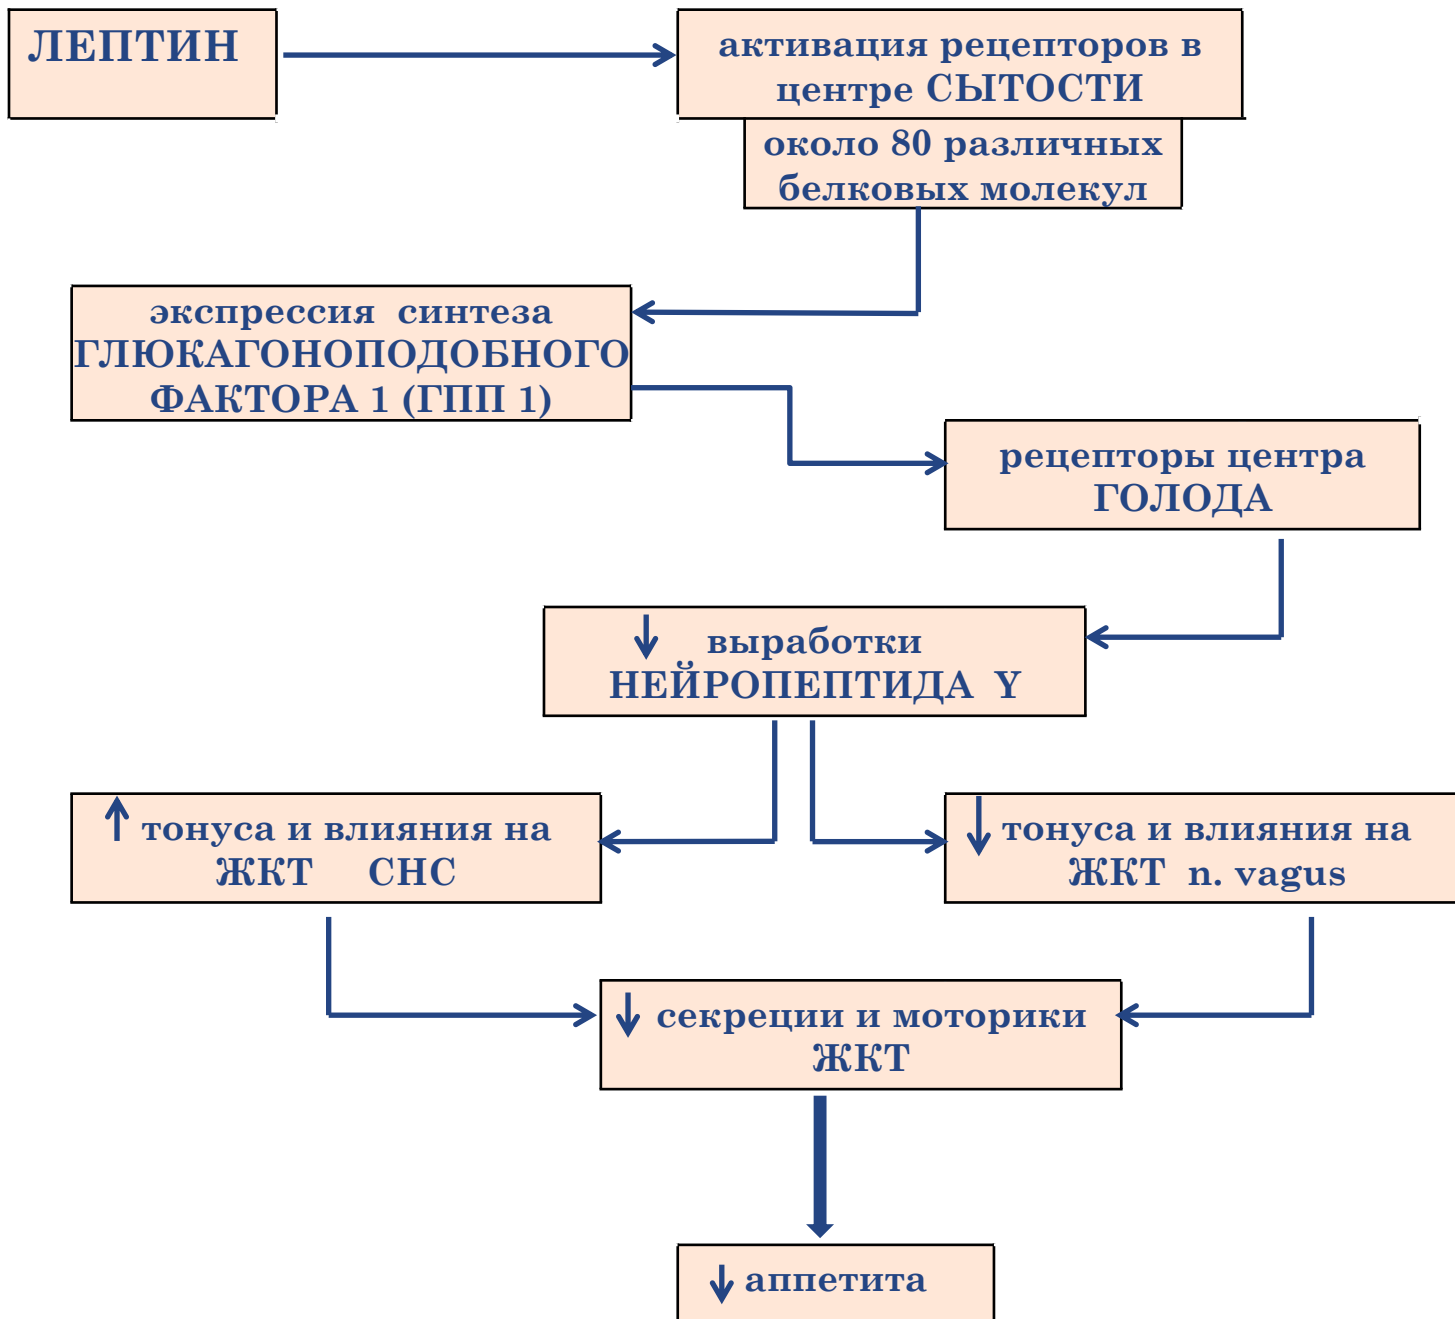 ЛЕПТИН
активация рецепторов в
центре СЫТОСТИ
около 80 различных
белковых молекул
экспрессия синтеза
ГЛЮКАГОНОПОДОБНОГО
ФАКТОРА 1 (ГПП 1)
рецепторы центра
ГОЛОДА
↓ выработки
НЕЙРОПЕПТИДА Y
↑ тонуса и влияния на
ЖКТ СНС
↓ тонуса и влияния на
ЖКТ n. vagus
↓ секреции и моторики
ЖКТ
↓ аппетита